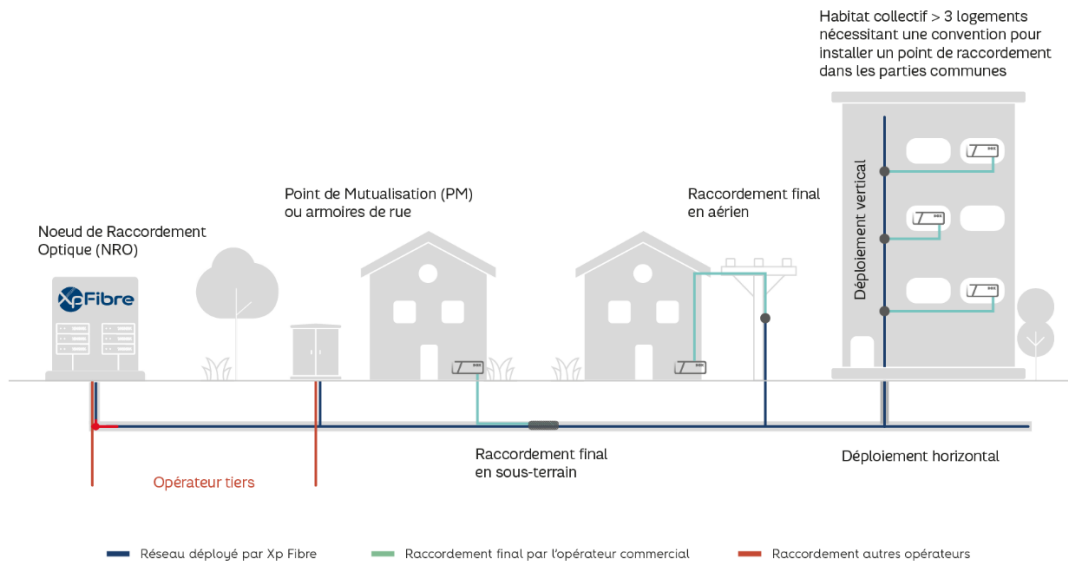 Habitat collectif > 3 logements
nécessitant une convention pour
installer un point de raccordement
dans les parties communes
Point de Mutualisation (PM)
ou armoires de rue
Raccordement final
en aérien
Noeud de Raccordement
Optique (NRO)
XpFibre
Déploiement vertical
Raccordement final
en sous-terrain
Déploiement horizontal
Opérateur tiers
Réseau déployé par Xp Fibre
Raccordement final par l'opérateur commercial
Raccordement autres opérateurs